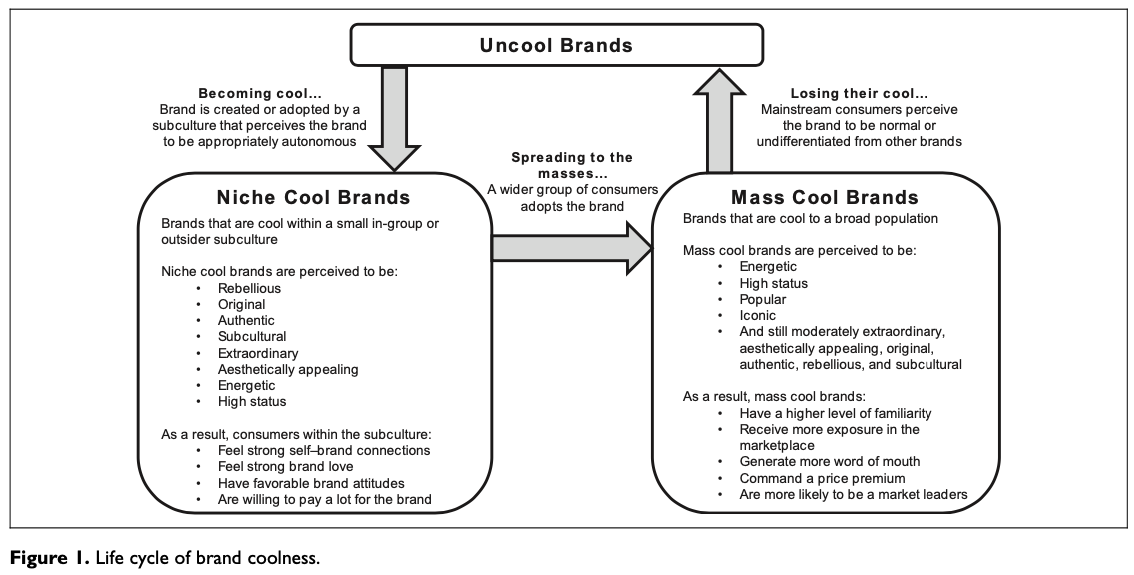 Uncool Brands
Becoming cool…
Brand is created or adopted by a
subculture that perceives the brand
to be appropriately autonomous
Losing their cool…
Mainstream consumers perceive
the brand to be normal or
undifferentiated from other brands
Spreading to the
masses…
A wider group of consumers
adopts the brand
Niche Cool Brands
Brands that are cool within a small in-group or
outsider subculture
Niche cool brands are perceived to be:
• Rebellious
• Original
• Authentic
• Subcultural
• Extraordinary
• Aesthetically appealing
• Energetic
• High status
As a result, consumers within the subculture:
• Feel strong self–brand connections
• Feel strong brand love
• Have favorable brand attitudes
• Are willing to pay a lot for the brand
Mass Cool Brands
Brands that are cool to a broad population
Mass cool brands are perceived to be:
• Energetic
• High status
• Popular
• Iconic
• And still moderately extraordinary,
aesthetically appealing, original,
authentic, rebellious, and subcultural
As a result, mass cool brands:
• Have a higher level of familiarity
• Receive more exposure in the
marketplace
• Generate more word of mouth
• Command a price premium
• Are more likely to be a market leaders
Figure 1. Life cycle of brand coolness.